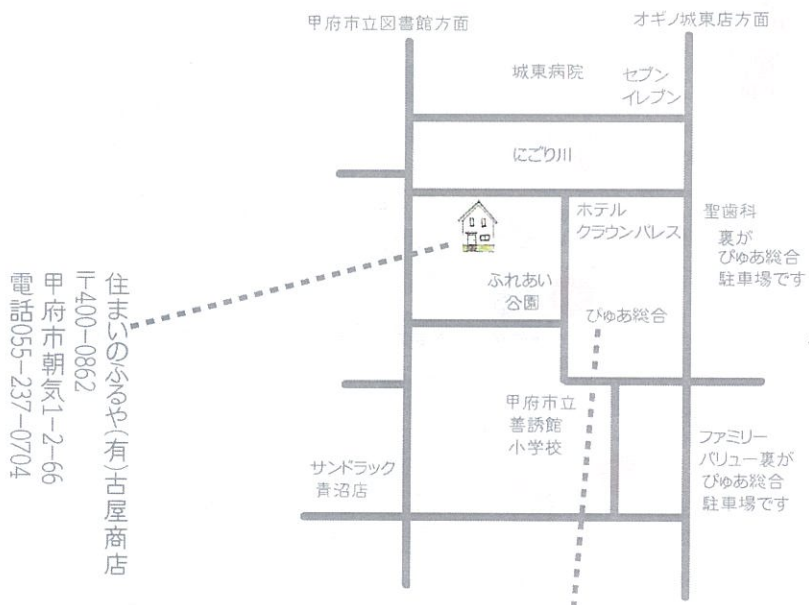 甲府市立図書館方面
オギノ城東店方面
城東病院
セブン
イレブン
にごり川
ホテル
クラウンパレス
聖歯科
裏が
ぴゅあ総合
駐車場です
ふれあい
公園
ぴゅあ総合
甲府市立
善誘館
小学校
サンドラック
青沼店
ファミリー
バリュー裏が
ぴゅあ総合
駐車場です
住まいのふるや(有)古屋商店
〒400-0862
甲府市朝気1-2-66
電話055-237-0704